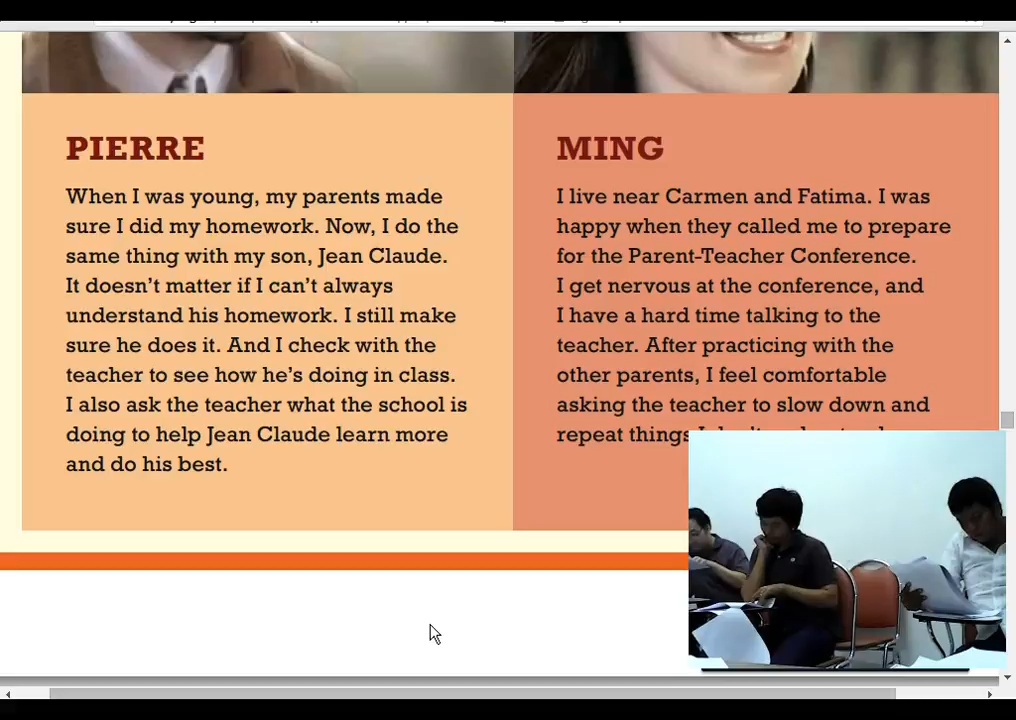 PIERRE
When I was young, my parents made
sure I did my homework. Now, I do the
same thing with my son, Jean Claude.
It doesn't matter if I can't always
understand his homework. I still make
sure he does it. And I check with the
teacher to see how he's doing in class.
I also ask the teacher what the school is
doing to help Jean Claude learn more
and do his best.
MING
I live near Carmen and Fatima. I was
happy when they called me to prepare
for the Parent-Teacher Conference.
I get nervous at the conference, and
I have a hard time talking to the
teacher. After practicing with the
other parents, I feel comfortable
asking the teacher to slow down and
repeat things I